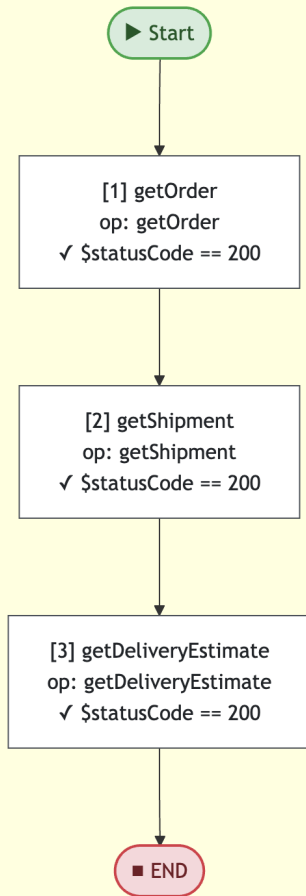 ▶ Start
[1] getOrder
op: getOrder
✓ $statusCode == 200
[2] getShipment
op: getShipment
✓ $statusCode == 200
[3] getDeliveryEstimate
op: getDeliveryEstimate
✓ $statusCode == 200
■ END